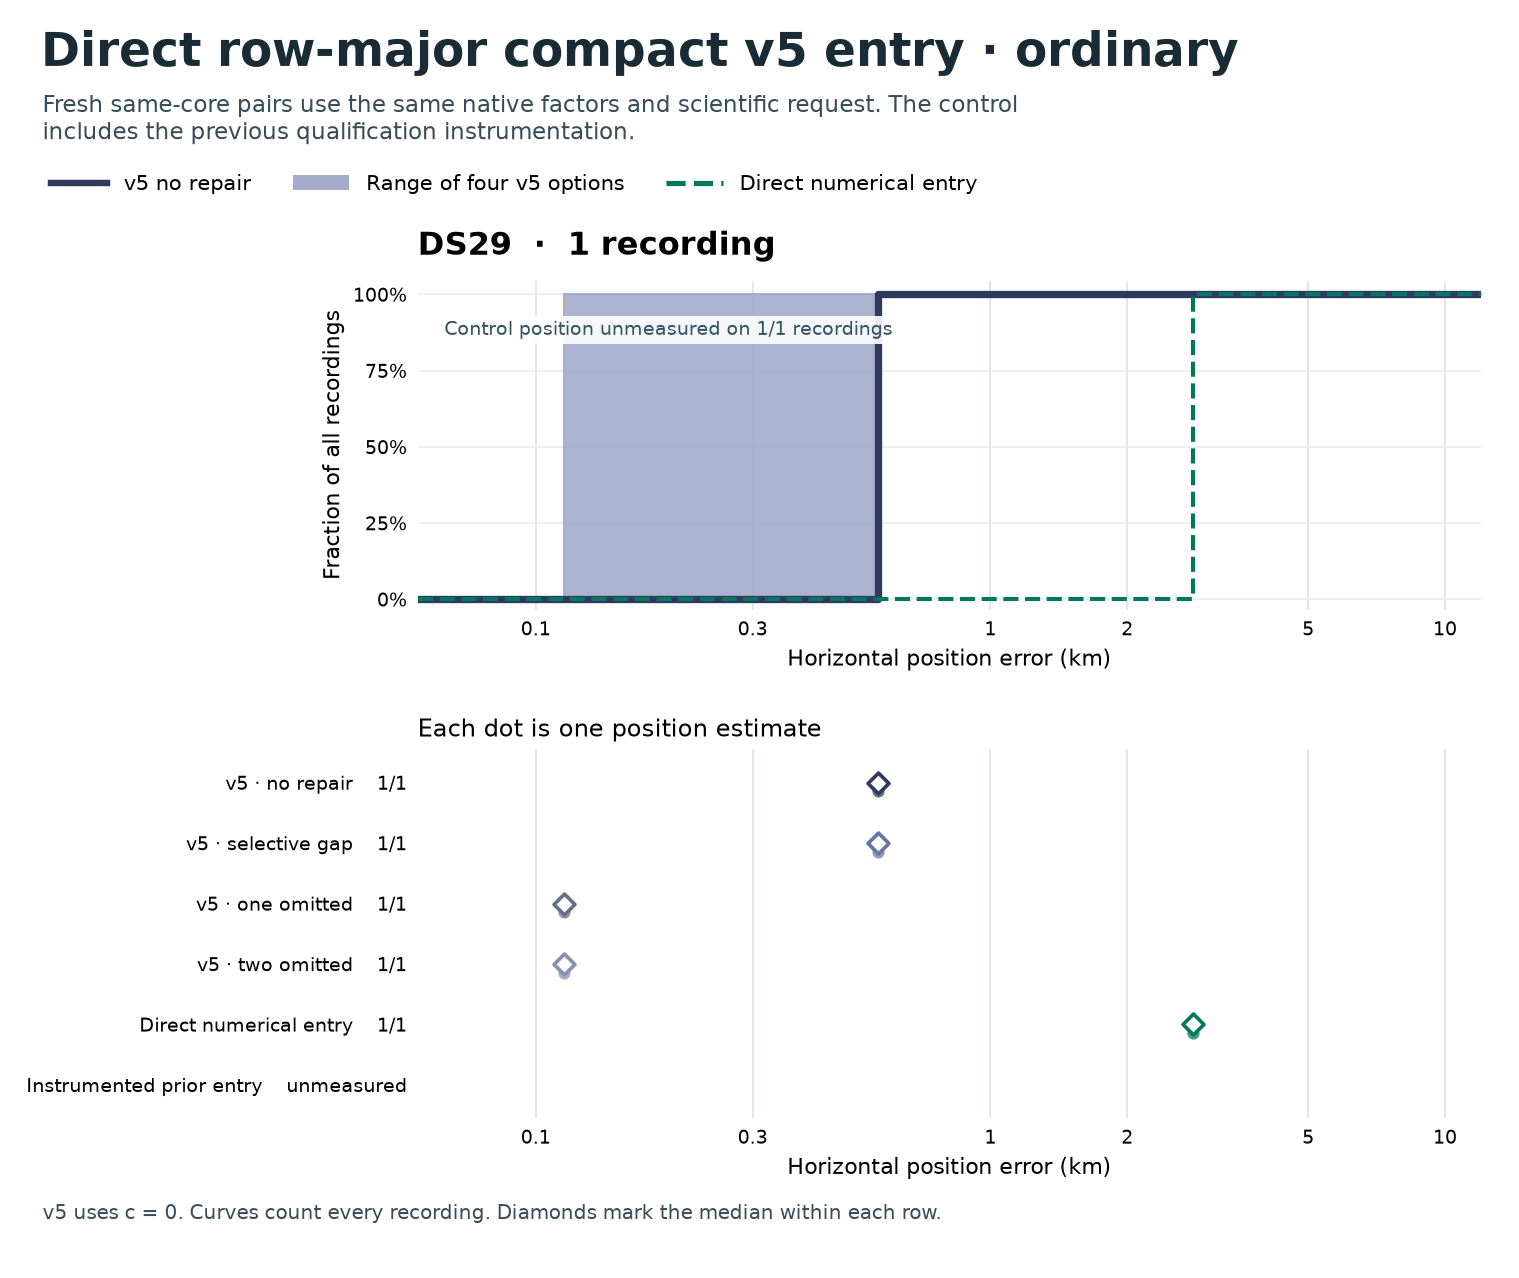 Direct row-major compact v5 entry · ordinary
Fresh same-core pairs use the same native factors and scientific request. The control
includes the previous qualification instrumentation.
v5 no repair
Range of four v5 options
Direct numerical entry
DS29 · 1 recording
Fraction of all recordings
100%
Control position unmeasured on 1/1 recordings
75%
50%
25%
0%
0.1 0.3 1 2 5 10
Horizontal position error (km)
Each dot is one position estimate
v5 · no repair 1/1
v5 · selective gap 1/1
v5 · one omitted 1/1
v5 · two omitted 1/1
Direct numerical entry 1/1
Instrumented prior entry unmeasured
0.1 0.3 1 2 5 10
Horizontal position error (km)
v5 uses c = 0. Curves count every recording. Diamonds mark the median within each row.